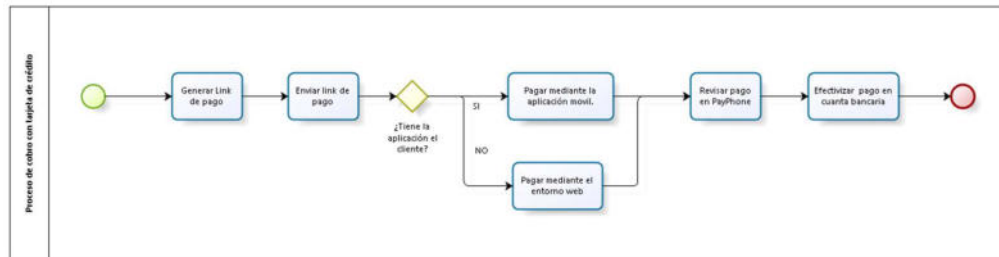 Proceso de cobro con tarjeta de crédito
Generar Link
de pago
Enviar link de
pago
¿Tiene la
aplicación el
cliente?
SI
NO
Pagar mediante la
aplicación movil.
Pagar mediante el
entorno web
Revisar pago
en PayPhone
Efectivizar pago en
cuanta bancaria